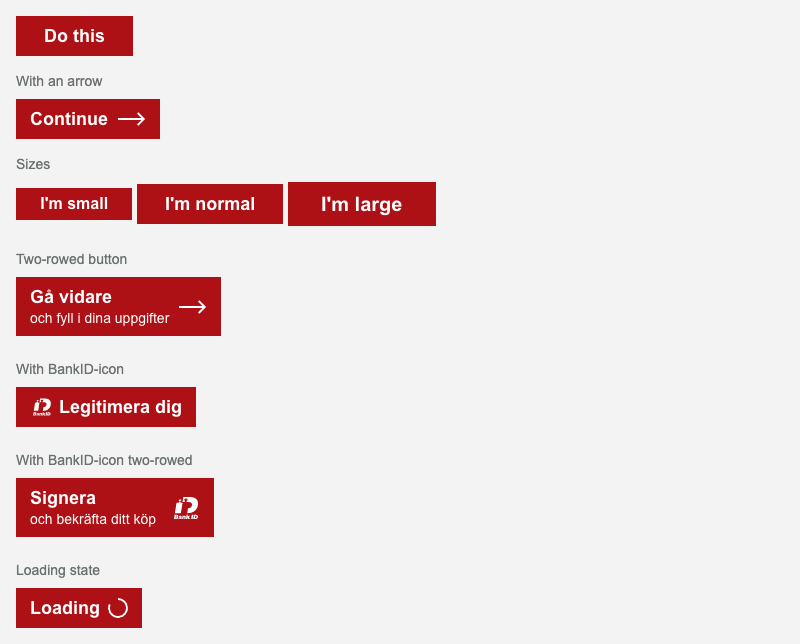 Do this
With an arrow
Continue
Sizes
I'm small I'm normal I'm large
Two-rowed button
Gå vidare
och fyll i dina uppgifter
With BankID-icon
BankID Legitimera dig
With BankID-icon two-rowed
Signera
och bekräfta ditt köp
BankID
Loading state
Loading